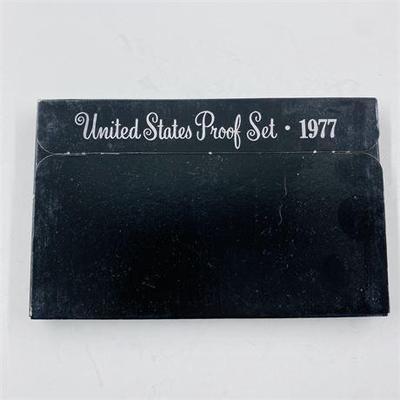 United States Proof Set · 1977